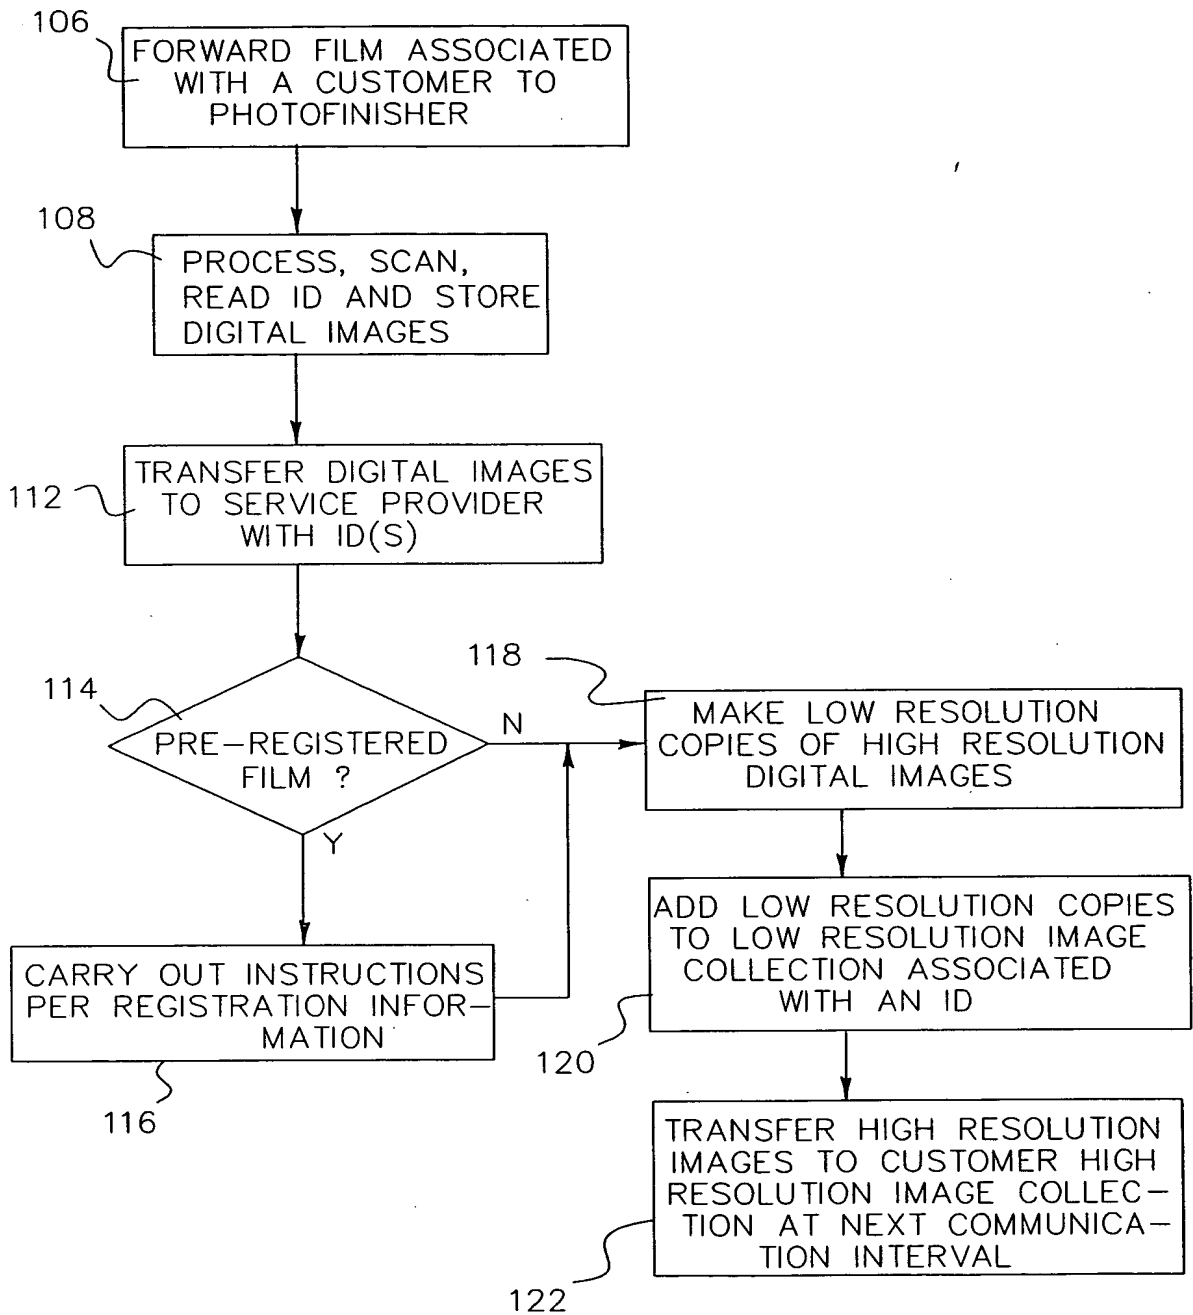 106
FORWARD FILM ASSOCIATED
WITH A CUSTOMER TO
PHOTOFINISHER
108
PROCESS, SCAN,
READ ID AND STORE
DIGITAL IMAGES
112
TRANSFER DIGITAL IMAGES
TO SERVICE PROVIDER
WITH ID(S)
114
PRE-REGISTERED
FILM ?
N
Y
CARRY OUT INSTRUCTIONS
PER REGISTRATION INFOR-
MATION
116
118
MAKE LOW RESOLUTION
COPIES OF HIGH RESOLUTION
DIGITAL IMAGES
ADD LOW RESOLUTION COPIES
TO LOW RESOLUTION IMAGE
COLLECTION ASSOCIATED
WITH AN ID
120
TRANSFER HIGH RESOLUTION
IMAGES TO CUSTOMER HIGH
RESOLUTION IMAGE COLLEC-
TION AT NEXT COMMUNICA-
TION INTERVAL
122